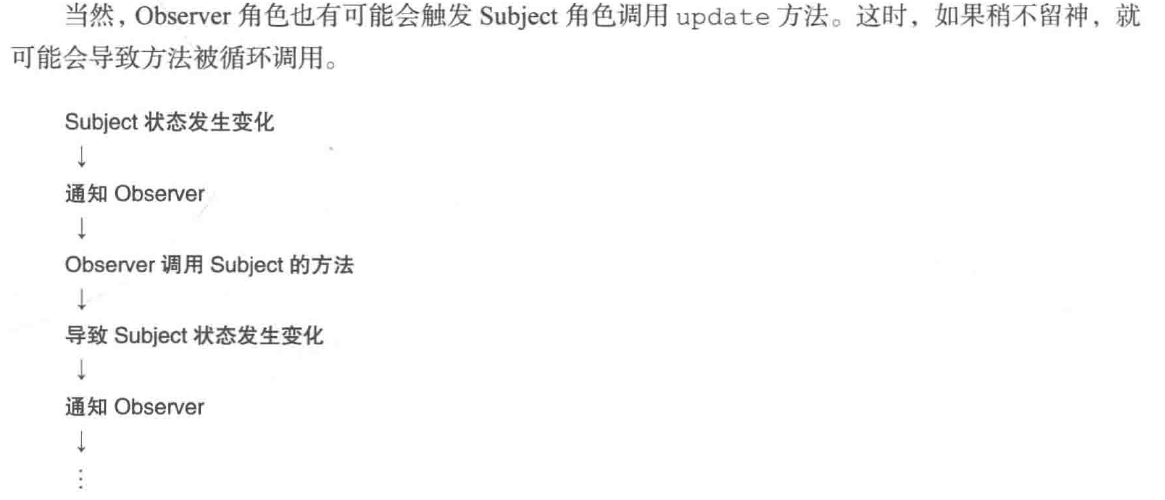 当然，Observer 角色也有可能会触发 Subject 角色调用 update 方法。这时，如果稍不留神，就
可能会导致方法被循环调用。
Subject 状态发生变化
↓
通知 Observer
↓
Observer 调用 Subject 的方法
↓
导致 Subject 状态发生变化
↓
通知 Observer
↓
⋮